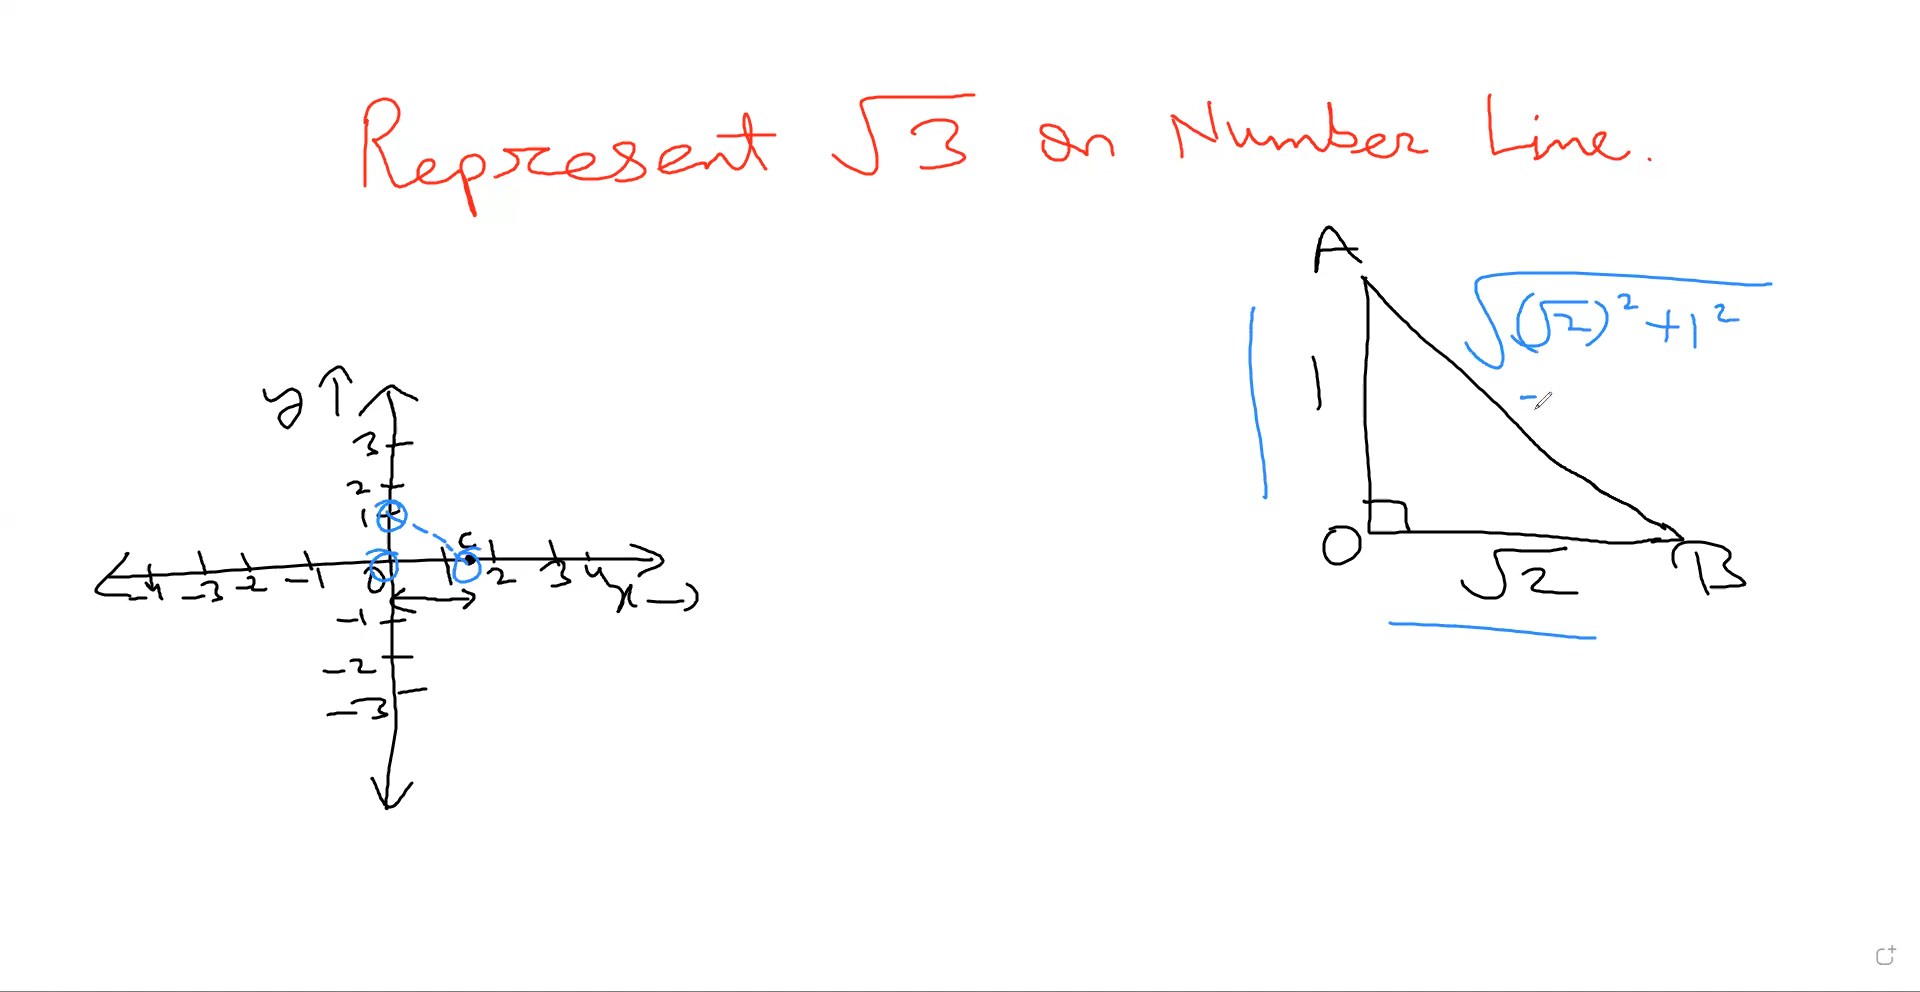 Represent √3 on Number Line.
A
√(√2)² + 1²
1
O
√2
B
y ↑
3
2
1
C
-4 -3 -2 -1 0 1 2 3 4
x →
-1
-2
-3